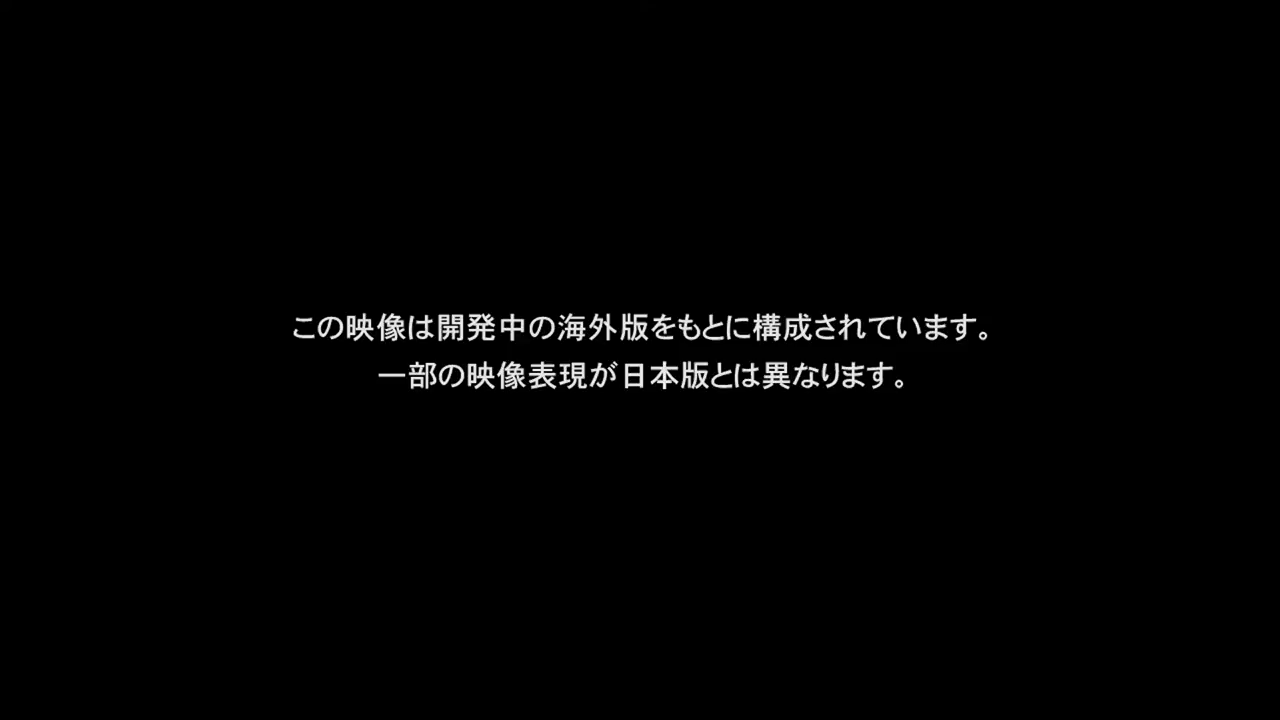 この映像は開発中の海外版をもとに構成されています。
一部の映像表現が日本版とは異なります。